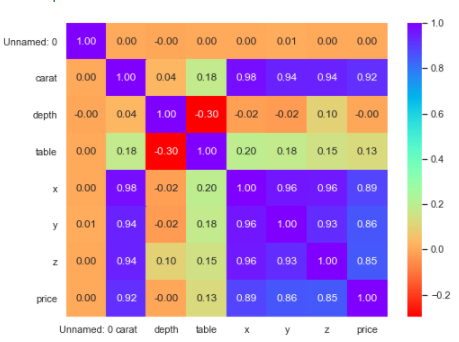 1.0
Unnamed: 0 1.00 0.00 -0.00 0.00 0.00 0.01 0.00 0.00
carat 0.00 1.00 0.04 0.18 0.98 0.94 0.94 0.92
0.8
depth -0.00 0.04 1.00 -0.30 -0.02 -0.02 0.10 -0.00
0.6
table 0.00 0.18 -0.30 1.00 0.20 0.18 0.15 0.13
0.4
x 0.00 0.98 -0.02 0.20 1.00 0.96 0.96 0.89
0.2
y 0.01 0.94 -0.02 0.18 0.96 1.00 0.93 0.86
0.0
z 0.00 0.94 0.10 0.15 0.96 0.93 1.00 0.85
price 0.00 0.92 -0.00 0.13 0.89 0.86 0.85 1.00
-0.2
Unnamed: 0 carat depth table x y z price